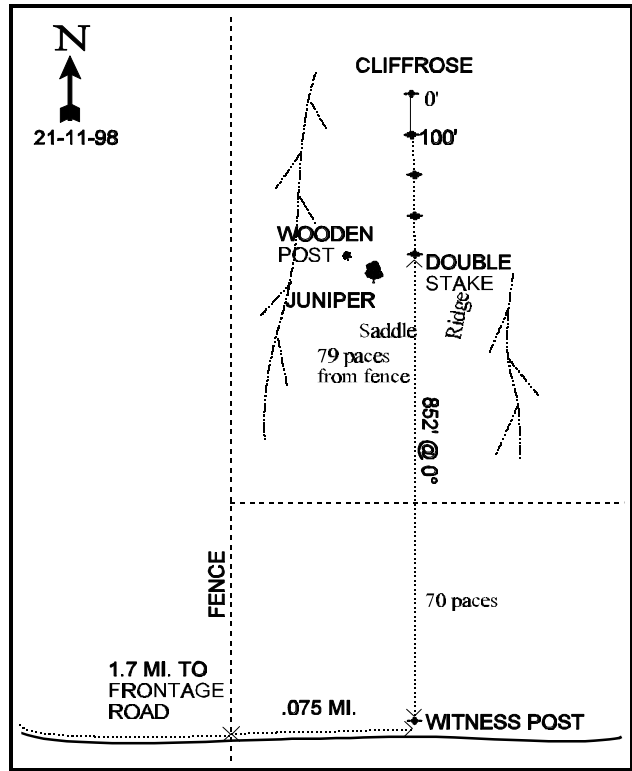 N
21-11-98
CLIFFROSE
0'
100'
WOODEN
POST
JUNIPER
DOUBLE
STAKE
Ridge
Saddle
79 paces
from fence
852' @ 0°
FENCE
70 paces
1.7 MI. TO
FRONTAGE
ROAD
.075 MI.
WITNESS POST